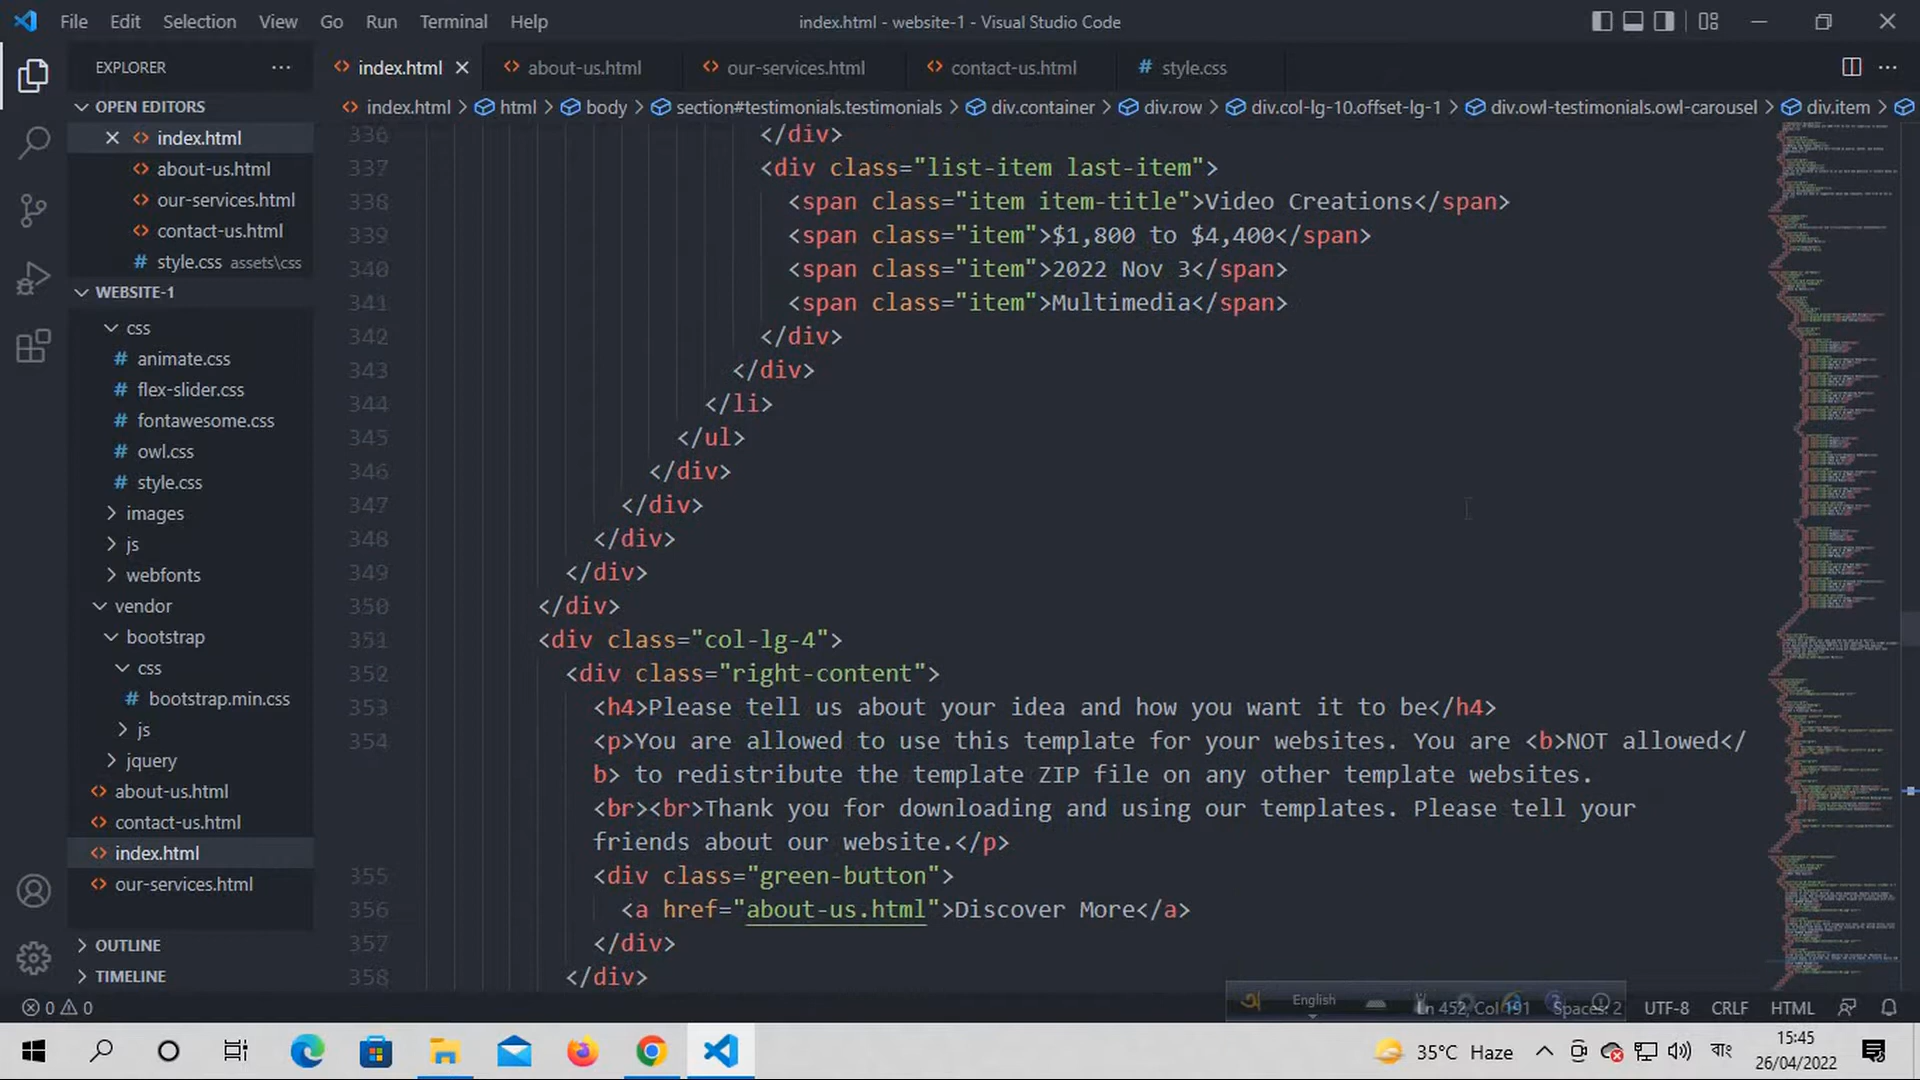 File Edit Selection View Go Run Terminal Help index.html - website-1 - Visual Studio Code
EXPLORER
index.html about-us.html our-services.html contact-us.html # style.css
OPEN EDITORS
index.html
about-us.html
our-services.html
contact-us.html
# style.css assets\css
WEBSITE-1
css
# animate.css
# flex-slider.css
# fontawesome.css
# owl.css
# style.css
images
js
webfonts
vendor
bootstrap
css
# bootstrap.min.css
js
jquery
about-us.html
contact-us.html
index.html
our-services.html
OUTLINE
TIMELINE
index.html > html > body > section#testimonials.testimonials > div.container > div.row > div.col-lg-10.offset-lg-1 > div.owl-testimonials.owl-carousel > div.item >
336 </div>
337 <div class="list-item last-item">
338 <span class="item item-title">Video Creations</span>
339 <span class="item">$1,800 to $4,400</span>
340 <span class="item">2022 Nov 3</span>
341 <span class="item">Multimedia</span>
342 </div>
343 </div>
344 </li>
345 </ul>
346 </div>
347 </div>
348 </div>
349 </div>
350 </div>
351 <div class="col-lg-4">
352 <div class="right-content">
353 <h4>Please tell us about your idea and how you want it to be</h4>
354 <p>You are allowed to use this template for your websites. You are <b>NOT allowed</
b> to redistribute the template ZIP file on any other template websites.
<br><br>Thank you for downloading and using our templates. Please tell your
friends about our website.</p>
355 <div class="green-button">
356 <a href="about-us.html">Discover More</a>
357 </div>
358 </div>
0 0 English Ln 452, Col 191 Spaces: 2 UTF-8 CRLF HTML
35°C Haze বাং 15:45
26/04/2022